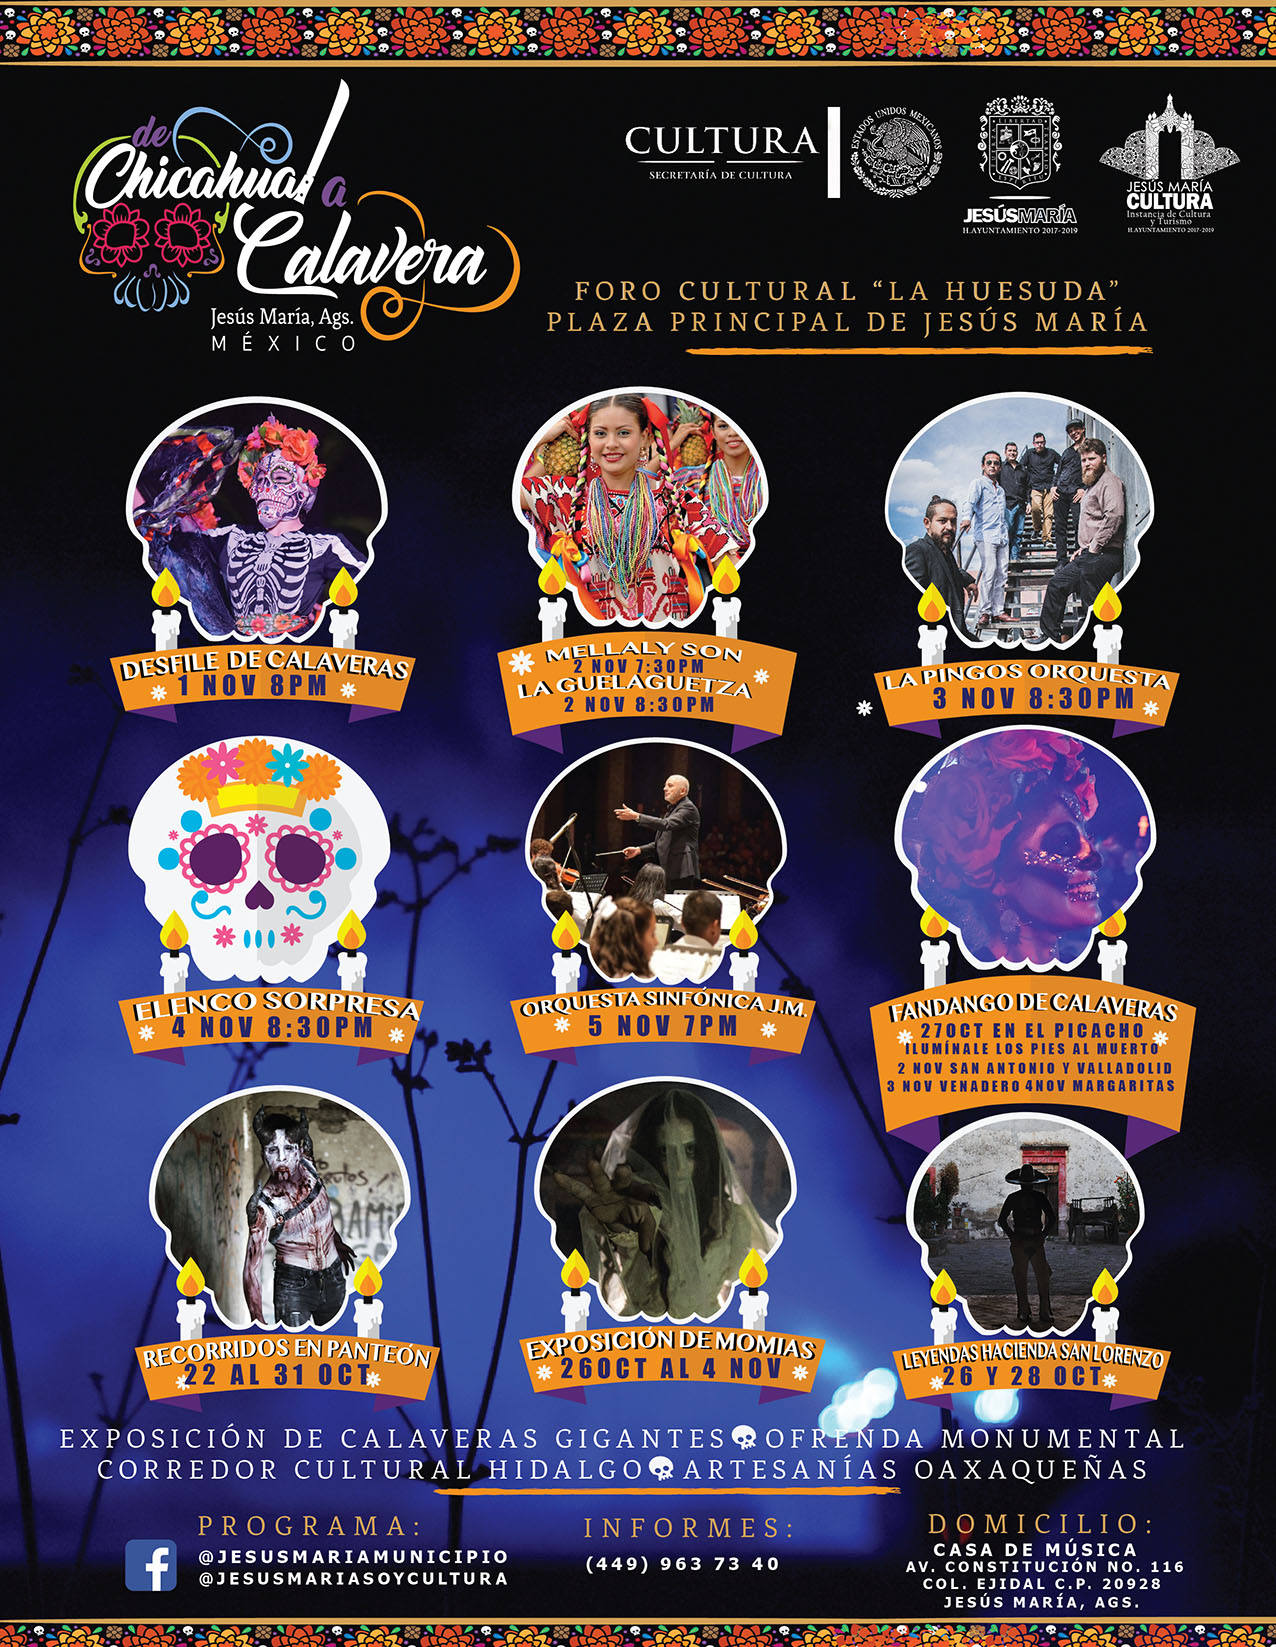 de
Chicahual a
Calavera
Jesús María, Ags.
MÉXICO
CULTURA
SECRETARÍA DE CULTURA
ESTADOS UNIDOS MEXICANOS
JESÚSMARÍA
H.AYUNTAMIENTO 2017-2019
JESÚS MARÍA
CULTURA
Instancia de Cultura
y Turismo
H.AYUNTAMIENTO 2017-2019
FORO CULTURAL “LA HUESUDA”
PLAZA PRINCIPAL DE JESÚS MARÍA
DESFILE DE CALAVERAS
1 NOV 8PM
MELLALY SON
2 NOV 7:30PM
LA GUELAGUETZA
2 NOV 8:30PM
LA PINGOS ORQUESTA
3 NOV 8:30PM
ELENCO SORPRESA
4 NOV 8:30PM
ORQUESTA SINFÓNICA J.M.
5 NOV 7PM
FANDANGO DE CALAVERAS
27OCT EN EL PICACHO
ILUMÍNALE LOS PIES AL MUERTO
2 NOV SAN ANTONIO Y VALLADOLID
3 NOV VENADERO 4NOV MARGARITAS
RECORRIDOS EN PANTEÓN
22 AL 31 OCT
EXPOSICIÓN DE MOMIAS
26OCT AL 4 NOV
LEYENDAS HACIENDA SAN LORENZO
26 Y 28 OCT
EXPOSICIÓN DE CALAVERAS GIGANTES OFRENDA MONUMENTAL
CORREDOR CULTURAL HIDALGO ARTESANÍAS OAXAQUEÑAS
PROGRAMA:
@JESUSMARIAMUNICIPIO
@JESUSMARIASOYCULTURA
INFORMES:
(449) 963 73 40
DOMICILIO:
CASA DE MÚSICA
AV. CONSTITUCIÓN NO. 116
COL. EJIDAL C.P. 20928
JESÚS MARÍA, AGS.